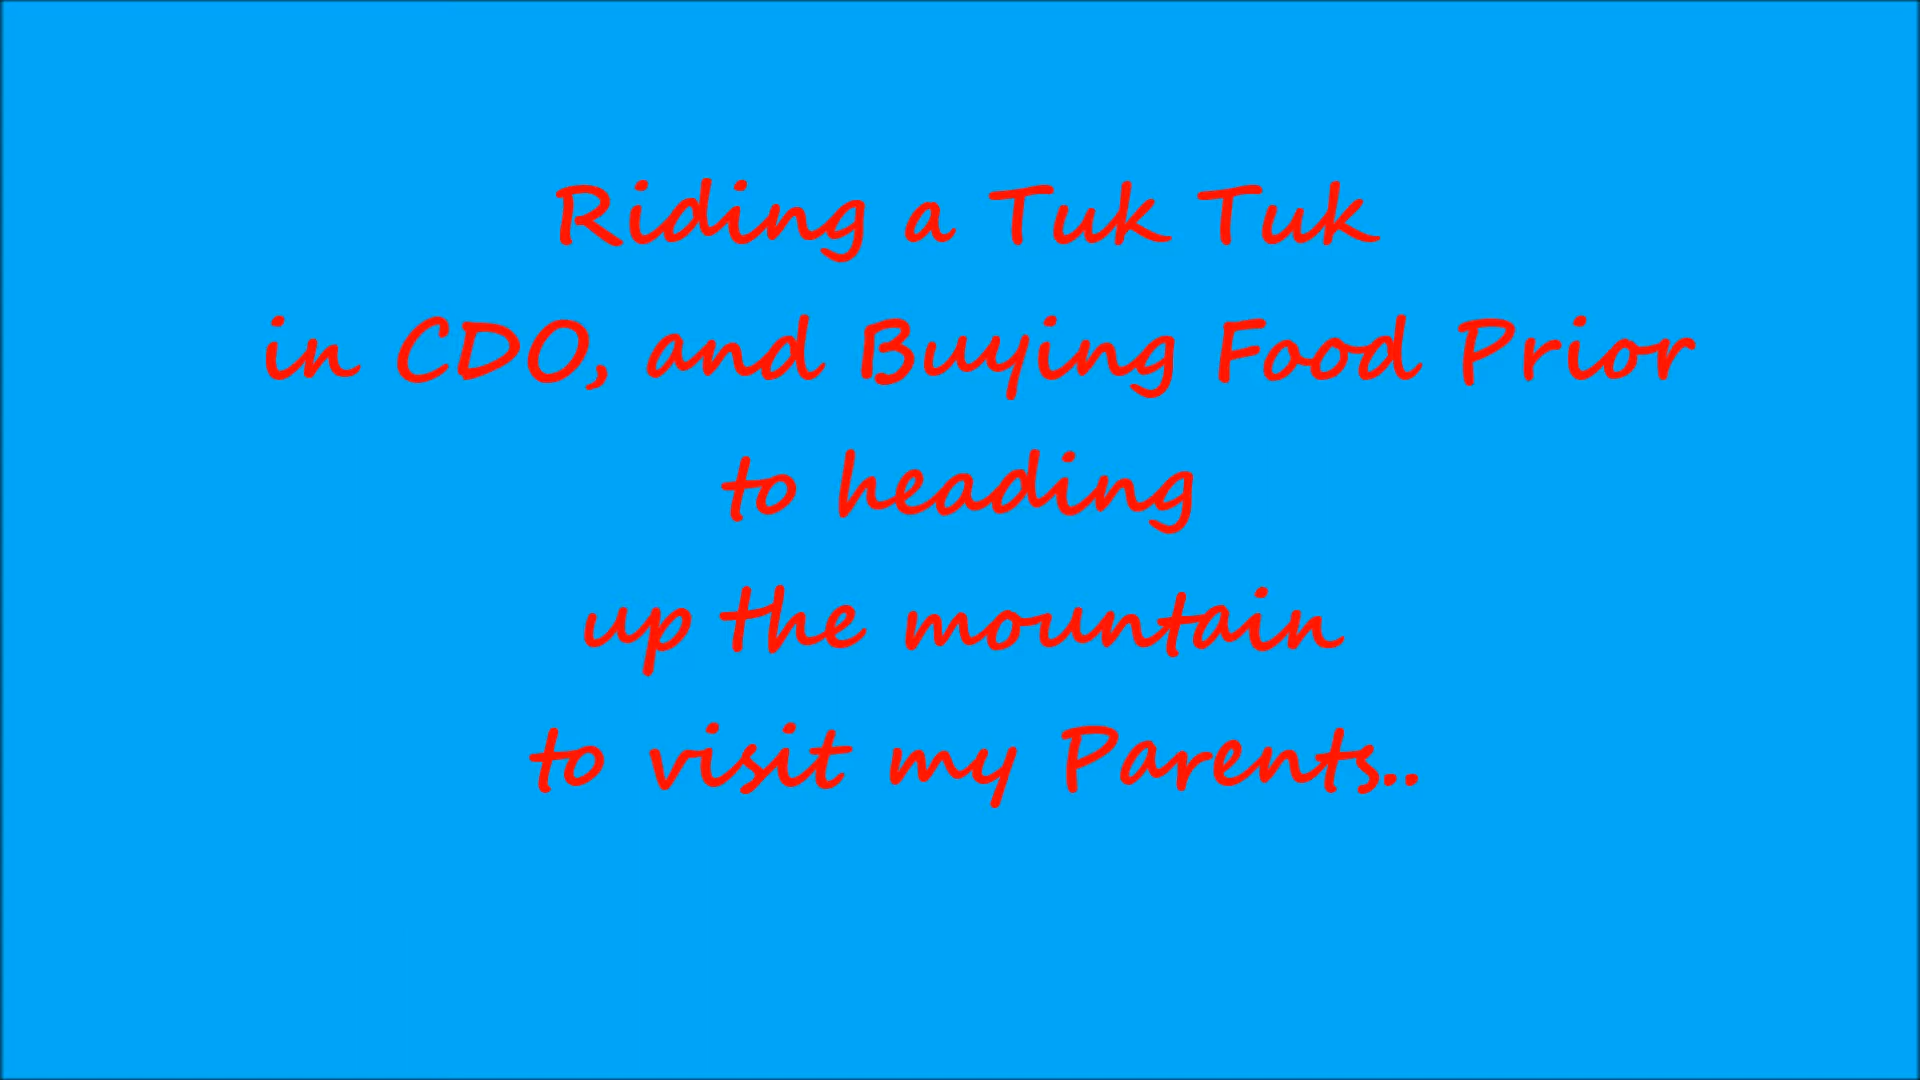 Riding a Tuk Tuk
in CDO, and Buying Food Prior
to heading
up the mountain
to visit my Parents..